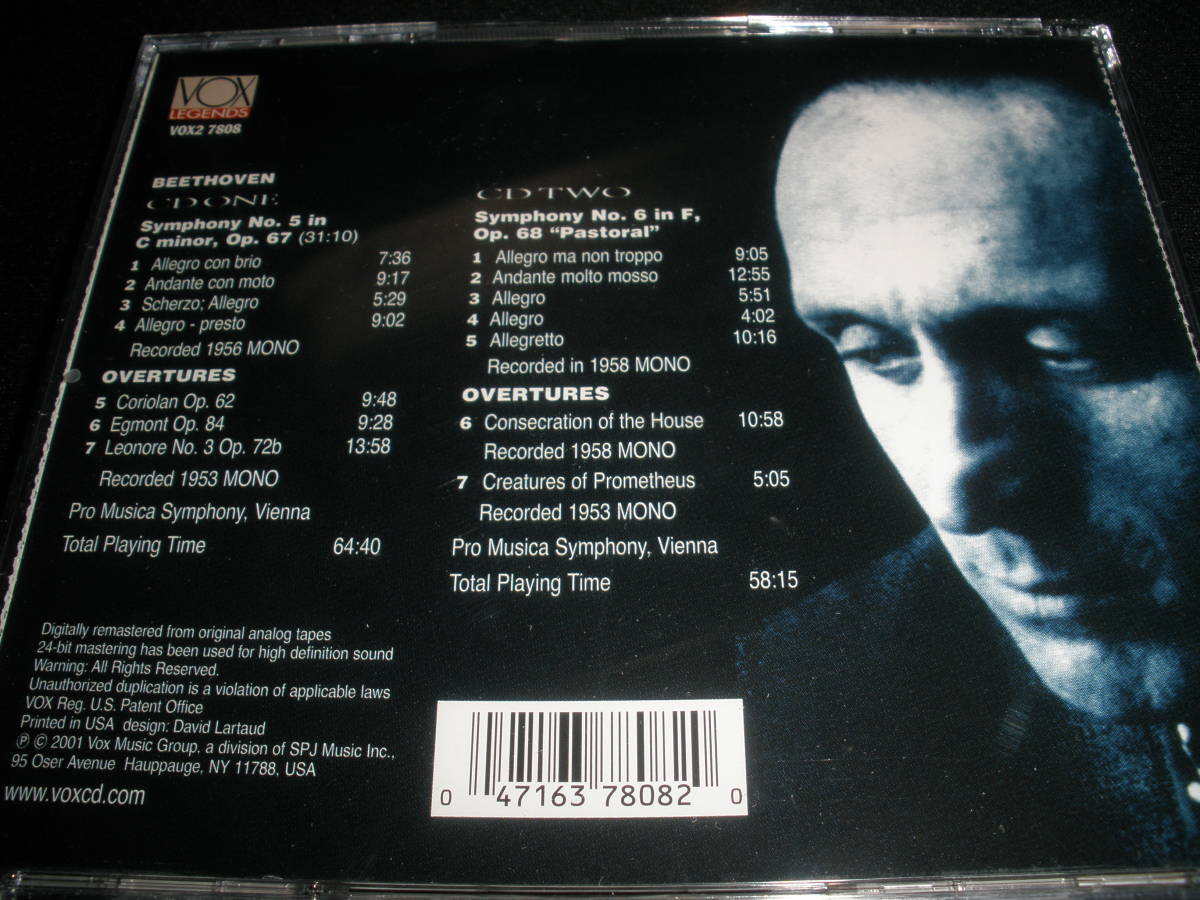 VOX
LEGENDS
VOX2 7808
BEETHOVEN
CD ONE
Symphony No. 5 in
C minor, Op. 67 (31:10)
1 Allegro con brio 7:36
2 Andante con moto 9:17
3 Scherzo; Allegro 5:29
4 Allegro - presto 9:02
Recorded 1956 MONO
OVERTURES
5 Coriolan Op. 62 9:48
6 Egmont Op. 84 9:28
7 Leonore No. 3 Op. 72b 13:58
Recorded 1953 MONO
Pro Musica Symphony, Vienna
Total Playing Time 64:40
CD TWO
Symphony No. 6 in F,
Op. 68 “Pastoral”
1 Allegro ma non troppo 9:05
2 Andante molto mosso 12:55
3 Allegro 5:51
4 Allegro 4:02
5 Allegretto 10:16
Recorded in 1958 MONO
OVERTURES
6 Consecration of the House 10:58
Recorded 1958 MONO
7 Creatures of Prometheus 5:05
Recorded 1953 MONO
Pro Musica Symphony, Vienna
Total Playing Time 58:15
Digitally remastered from original analog tapes
24-bit mastering has been used for high definition sound
Warning: All Rights Reserved.
Unauthorized duplication is a violation of applicable laws
VOX Reg. U.S. Patent Office
Printed in USA design: David Lartaud
℗ © 2001 Vox Music Group, a division of SPJ Music Inc.,
95 Oser Avenue Hauppauge, NY 11788, USA
www.voxcd.com
0 47163 78082 0